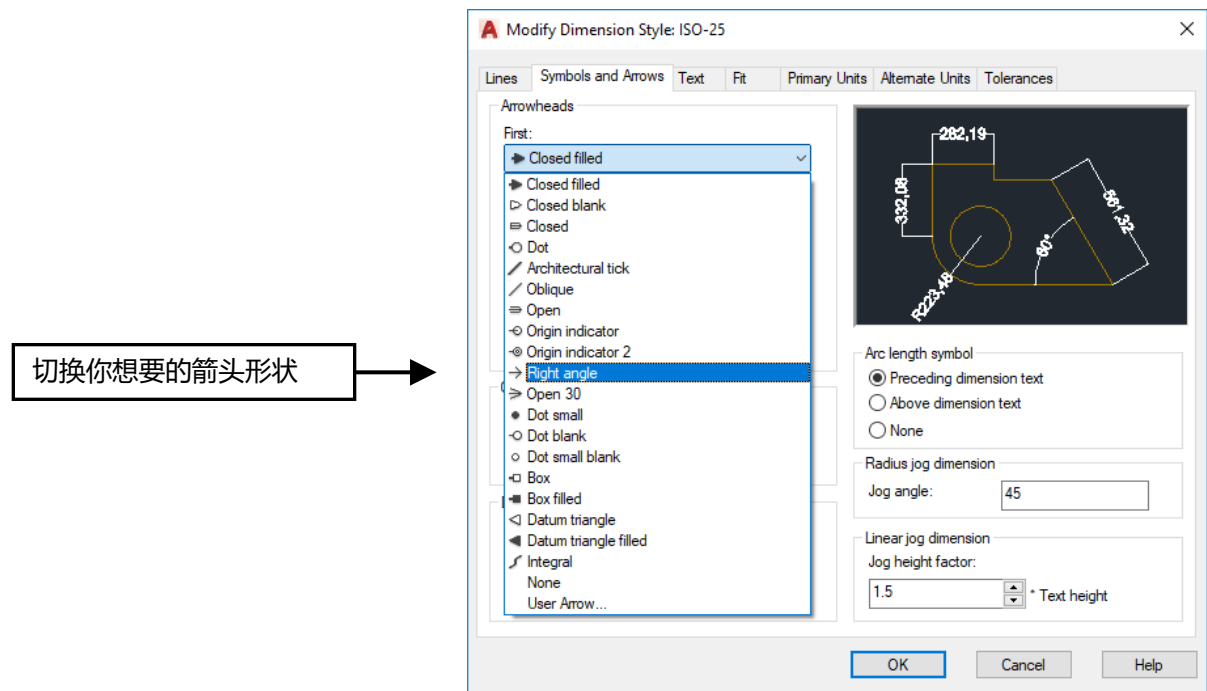 Modify Dimension Style: ISO-25
Lines
Symbols and Arrows
Text
Fit
Primary Units
Alternate Units
Tolerances
Arrowheads
First:
Closed filled
Closed filled
Closed blank
Closed
Dot
Architectural tick
Oblique
Open
Origin indicator
Origin indicator 2
Right angle
Open 30
Dot small
Dot blank
Dot small blank
Box
Box filled
Datum triangle
Datum triangle filled
Integral
None
User Arrow...
切换你想要的箭头形状
282,19
332,08
561,32
60°
R223,48
Arc length symbol
Preceding dimension text
Above dimension text
None
Radius jog dimension
Jog angle:
45
Linear jog dimension
Jog height factor:
1.5
* Text height
OK
Cancel
Help